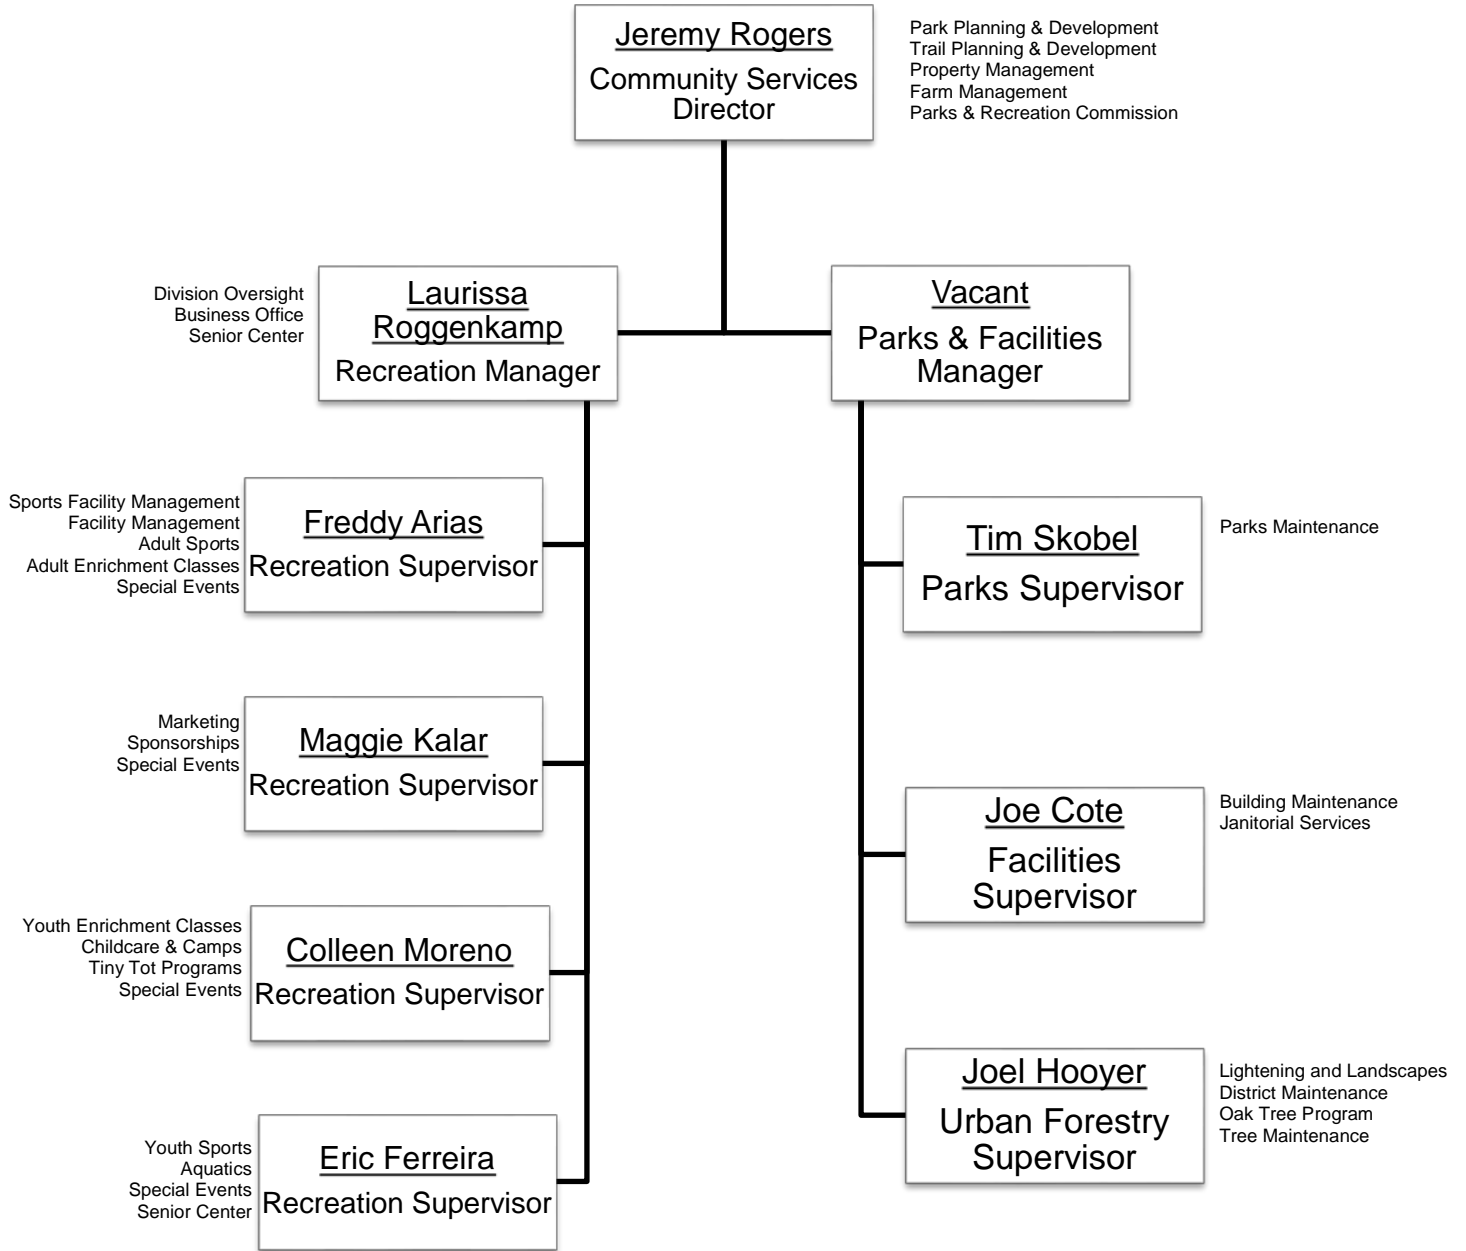 Jeremy Rogers
Community Services
Director
Park Planning & Development
Trail Planning & Development
Property Management
Farm Management
Parks & Recreation Commission
Division Oversight
Business Office
Senior Center
Laurissa
Roggenkamp
Recreation Manager
Vacant
Parks & Facilities
Manager
Sports Facility Management
Facility Management
Adult Sports
Adult Enrichment Classes
Special Events
Freddy Arias
Recreation Supervisor
Tim Skobel
Parks Supervisor
Parks Maintenance
Marketing
Sponsorships
Special Events
Maggie Kalar
Recreation Supervisor
Joe Cote
Facilities
Supervisor
Building Maintenance
Janitorial Services
Youth Enrichment Classes
Childcare & Camps
Tiny Tot Programs
Special Events
Colleen Moreno
Recreation Supervisor
Joel Hooyer
Urban Forestry
Supervisor
Lightening and Landscapes
District Maintenance
Oak Tree Program
Tree Maintenance
Youth Sports
Aquatics
Special Events
Senior Center
Eric Ferreira
Recreation Supervisor